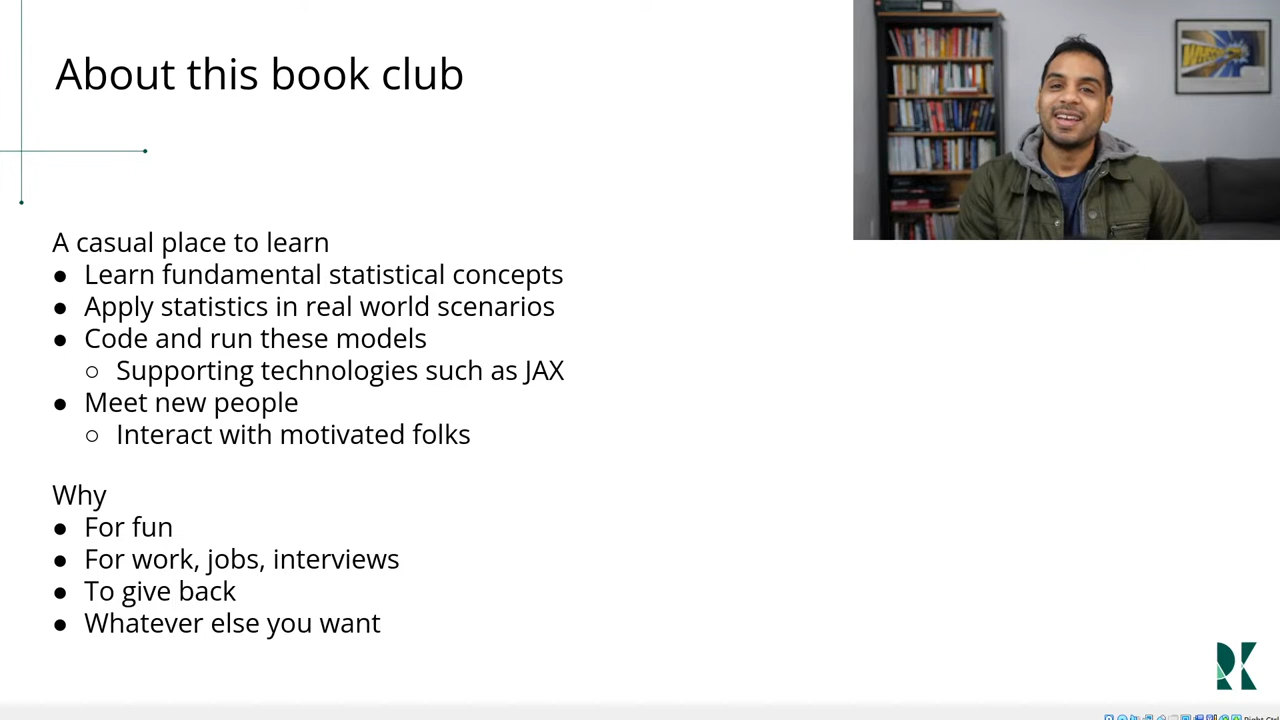 About this book club
A casual place to learn
● Learn fundamental statistical concepts
● Apply statistics in real world scenarios
● Code and run these models
○ Supporting technologies such as JAX
● Meet new people
○ Interact with motivated folks
Why
● For fun
● For work, jobs, interviews
● To give back
● Whatever else you want
RK